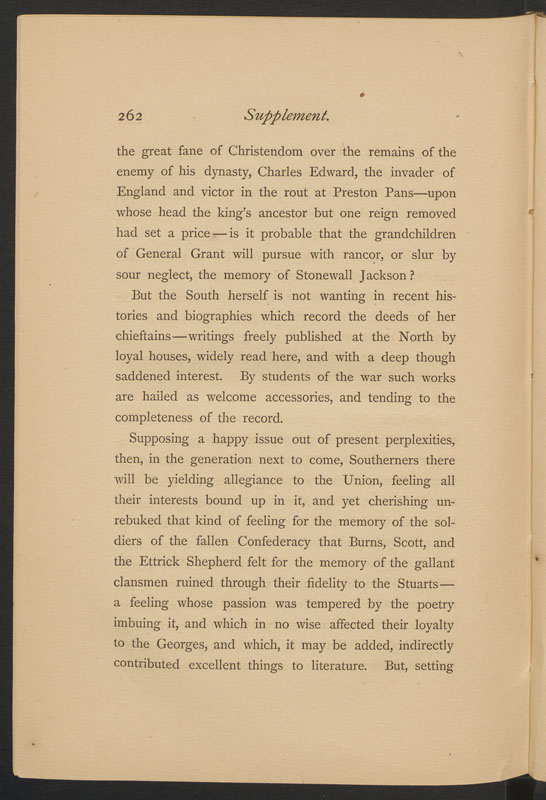 262 Supplement.
the great fane of Christendom over the remains of the
enemy of his dynasty, Charles Edward, the invader of
England and victor in the rout at Preston Pans—upon
whose head the king's ancestor but one reign removed
had set a price—is it probable that the grandchildren
of General Grant will pursue with rancor, or slur by
sour neglect, the memory of Stonewall Jackson?
But the South herself is not wanting in recent his-
tories and biographies which record the deeds of her
chieftains—writings freely published at the North by
loyal houses, widely read here, and with a deep though
saddened interest. By students of the war such works
are hailed as welcome accessories, and tending to the
completeness of the record.
Supposing a happy issue out of present perplexities,
then, in the generation next to come, Southerners there
will be yielding allegiance to the Union, feeling all
their interests bound up in it, and yet cherishing un-
rebuked that kind of feeling for the memory of the sol-
diers of the fallen Confederacy that Burns, Scott, and
the Ettrick Shepherd felt for the memory of the gallant
clansmen ruined through their fidelity to the Stuarts—
a feeling whose passion was tempered by the poetry
imbuing it, and which in no wise affected their loyalty
to the Georges, and which, it may be added, indirectly
contributed excellent things to literature. But, setting